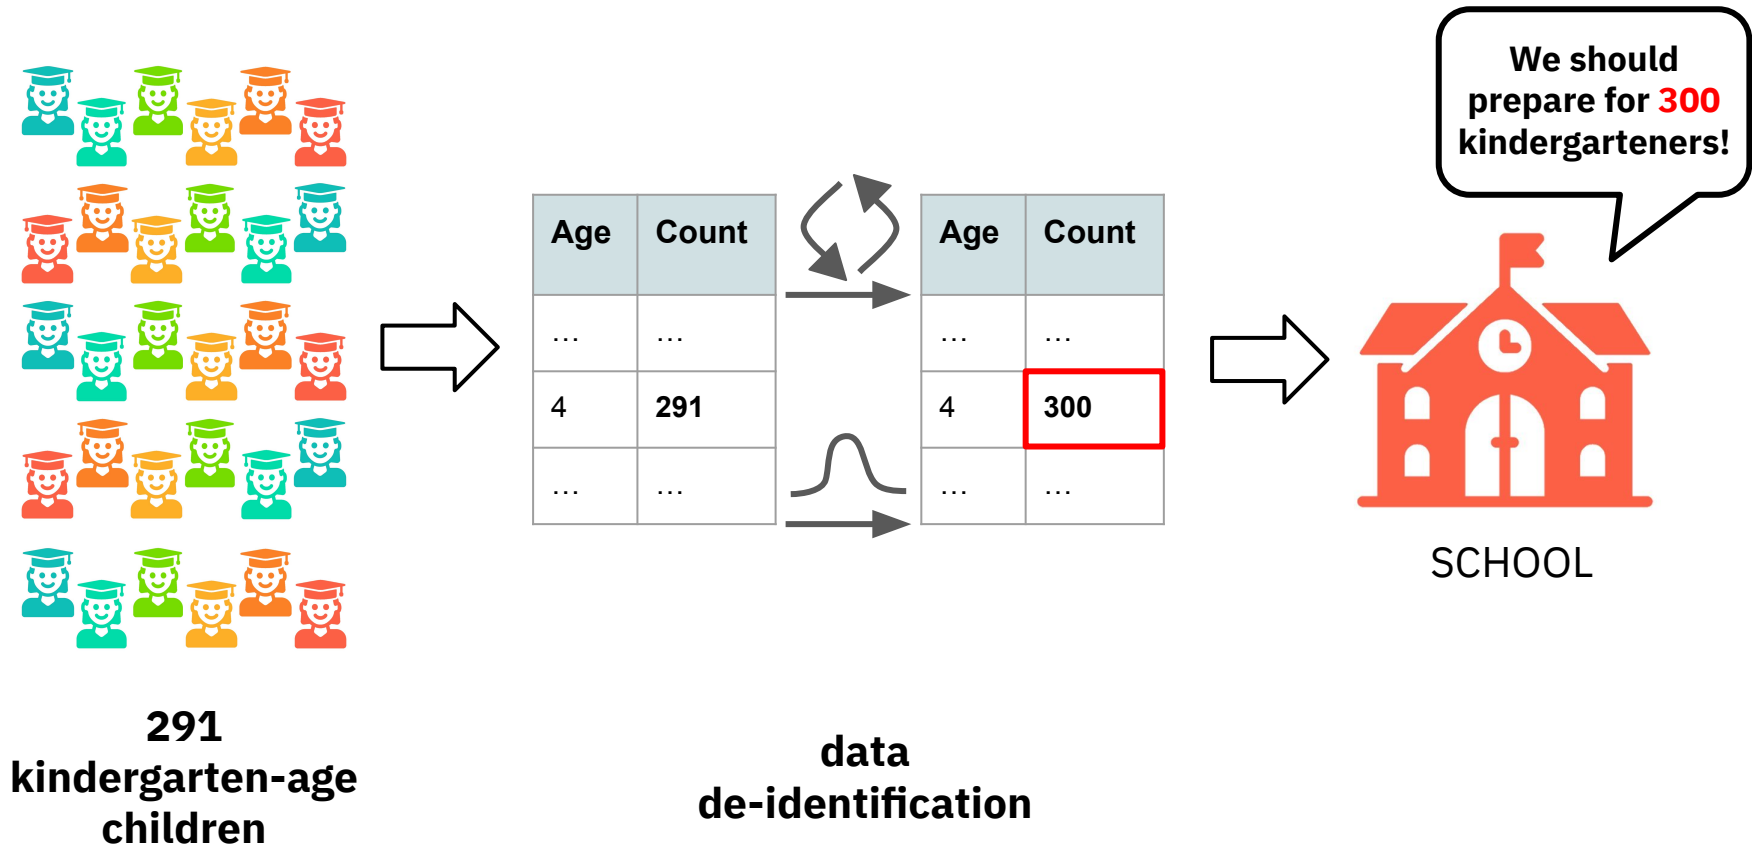 We should
prepare for 300
kindergarteners!
Age Count
… …
4 291
… …
Age Count
… …
4 300
… …
SCHOOL
291
kindergarten-age
children
data
de-identification